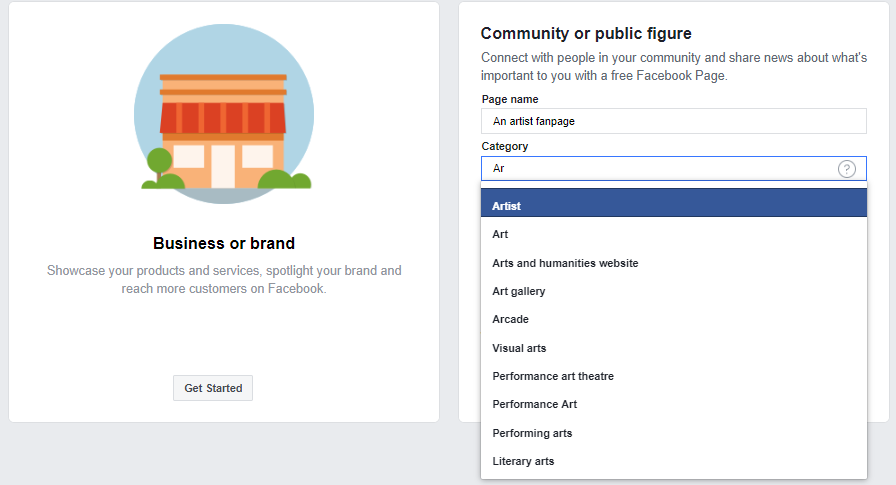 Business or brand
Showcase your products and services, spotlight your brand and
reach more customers on Facebook.
Get Started
Community or public figure
Connect with people in your community and share news about what's
important to you with a free Facebook Page.
Page name
An artist fanpage
Category
Ar
?
Artist
Art
Arts and humanities website
Art gallery
Arcade
Visual arts
Performance art theatre
Performance Art
Performing arts
Literary arts